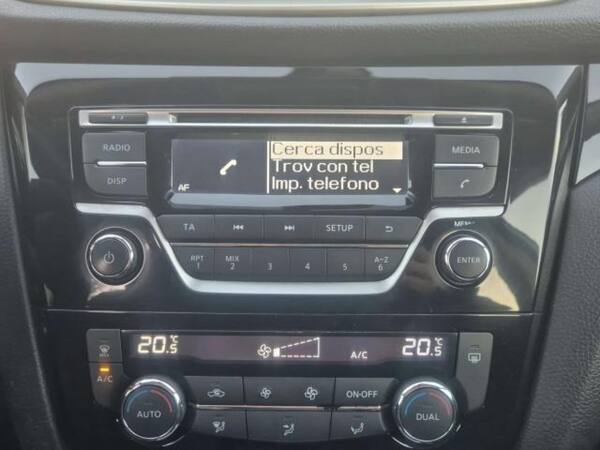 RADIO
DISP
Cerca dispos
Trov con tel
Imp. telefono
AF
MEDIA
TA
SETUP
MENU
RPT 1
MIX 2
3
4
5
A-Z 6
ENTER
20.5 °C
A/C
20.5 °C
A/C
AUTO
ON-OFF
DUAL